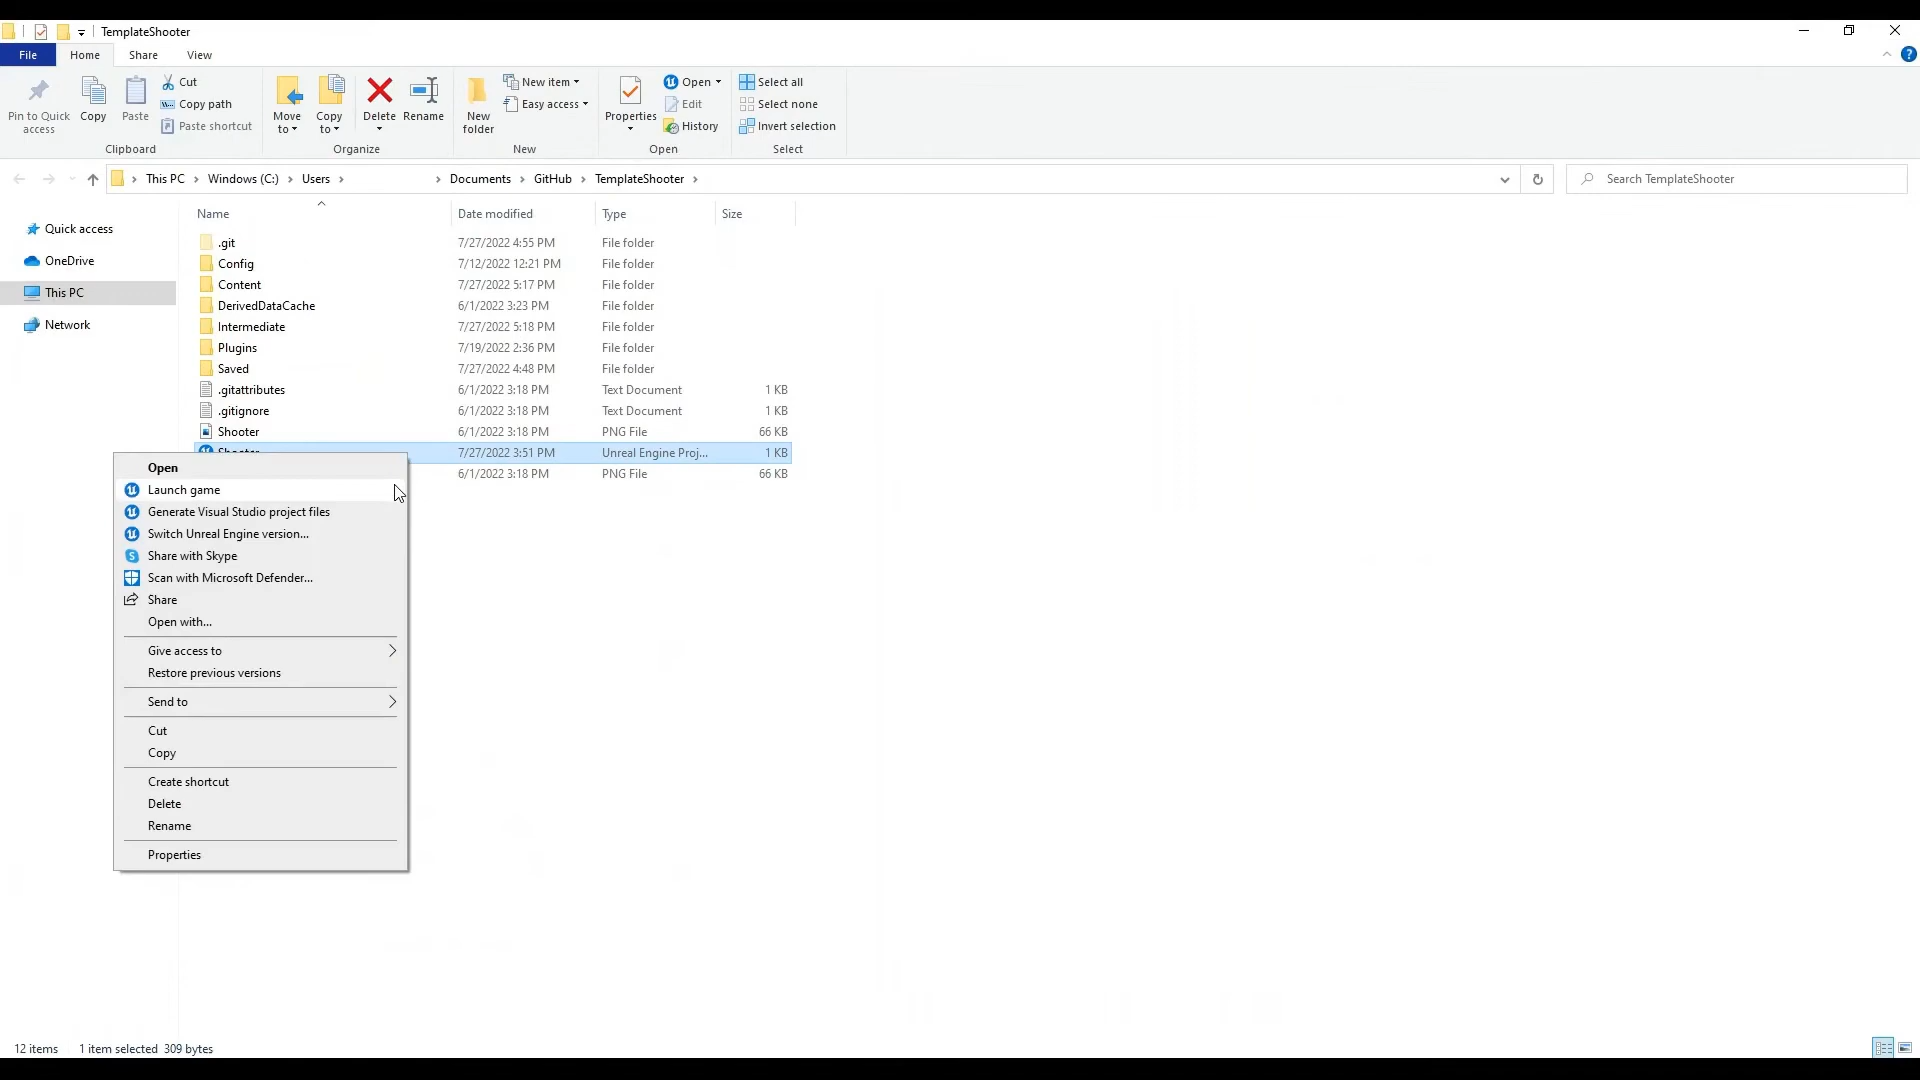 TemplateShooter
File Home Share View
Pin to Quick access
Copy
Paste
Cut
Copy path
Paste shortcut
Clipboard
Move to
Copy to
Delete
Rename
Organize
New folder
New item
Easy access
New
Properties
Open
Edit
History
Open
Select all
Select none
Invert selection
Select
This PC > Windows (C:) > Users > > Documents > GitHub > TemplateShooter >
Search TemplateShooter
Quick access
OneDrive
This PC
Network
Name Date modified Type Size
.git 7/27/2022 4:55 PM File folder
Config 7/12/2022 12:21 PM File folder
Content 7/27/2022 5:17 PM File folder
DerivedDataCache 6/1/2022 3:23 PM File folder
Intermediate 7/27/2022 5:18 PM File folder
Plugins 7/19/2022 2:36 PM File folder
Saved 7/27/2022 4:48 PM File folder
.gitattributes 6/1/2022 3:18 PM Text Document 1 KB
.gitignore 6/1/2022 3:18 PM Text Document 1 KB
Shooter 6/1/2022 3:18 PM PNG File 66 KB
Shooter 7/27/2022 3:51 PM Unreal Engine Proj... 1 KB
6/1/2022 3:18 PM PNG File 66 KB
Open
Launch game
Generate Visual Studio project files
Switch Unreal Engine version...
Share with Skype
Scan with Microsoft Defender...
Share
Open with...
Give access to
Restore previous versions
Send to
Cut
Copy
Create shortcut
Delete
Rename
Properties
12 items 1 item selected 309 bytes